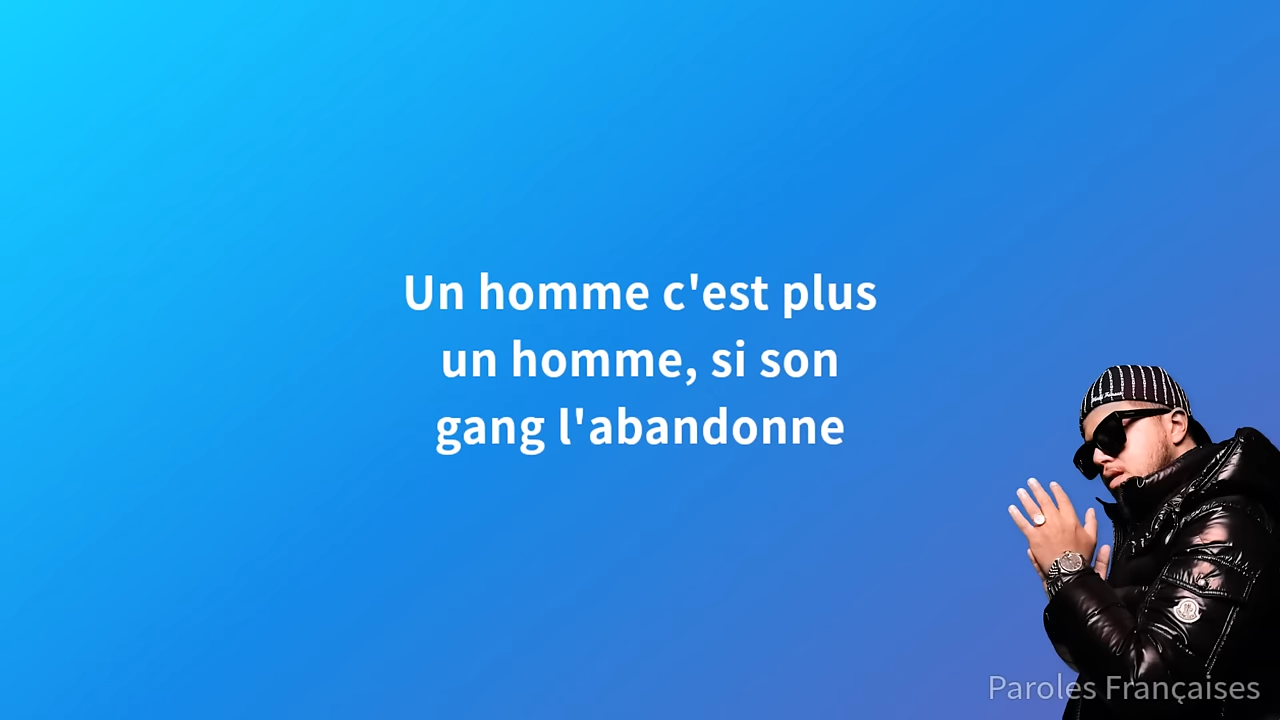 Un homme c'est plus
un homme, si son
gang l'abandonne
Paroles Françaises